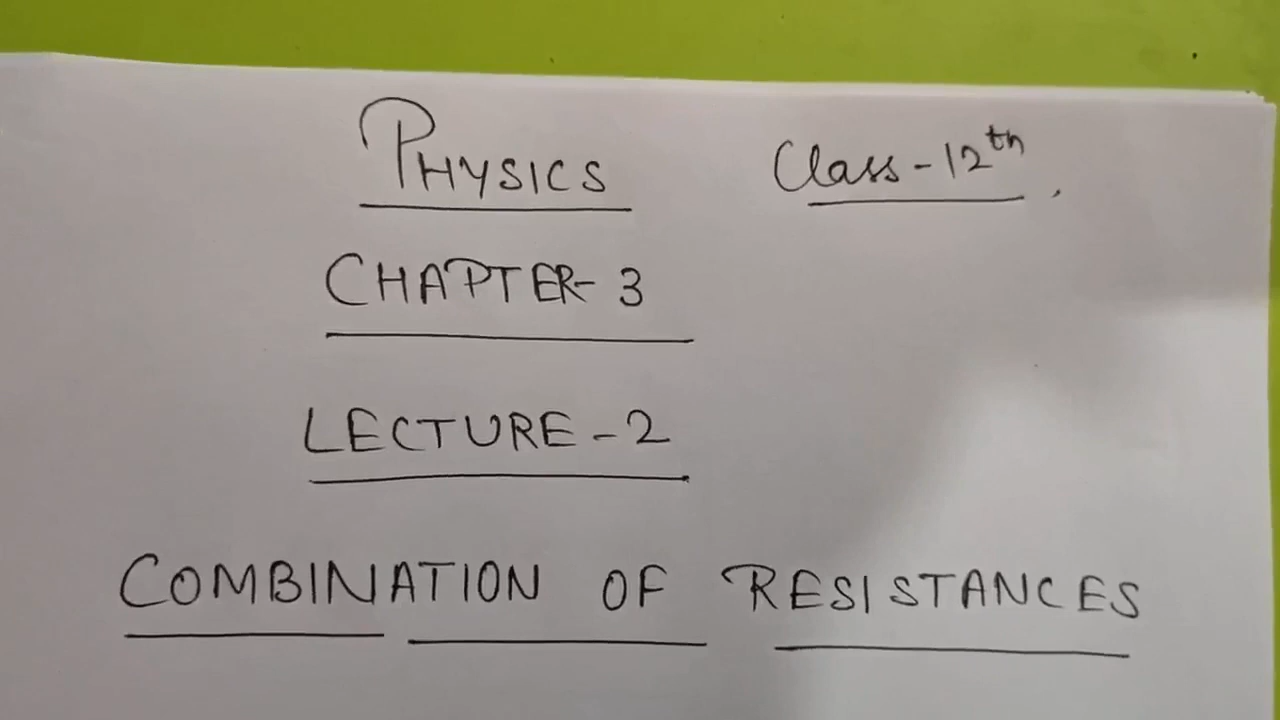 PHYSICS Class-12th
CHAPTER-3
LECTURE-2
COMBINATION OF RESISTANCES